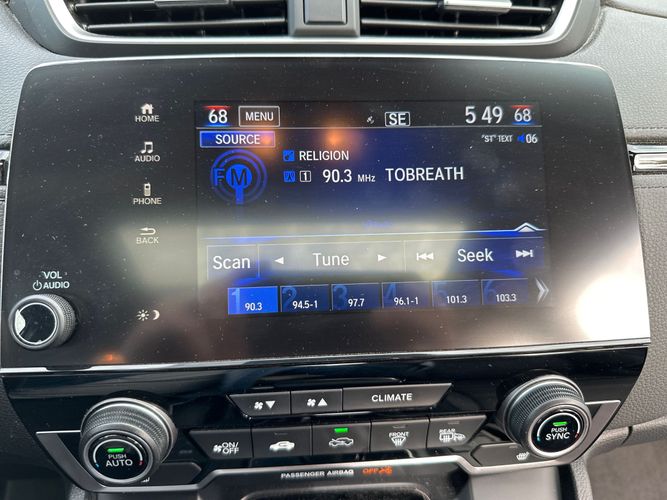 HOME
AUDIO
PHONE
BACK
VOL
AUDIO
68 MENU SE 5 49 68
SOURCE "ST" TEXT 06
FM
RELIGION
1 90.3 MHz TOBREATH
Scan Tune Seek
1 90.3 2 94.5-1 3 97.7 4 96.1-1 5 101.3 6 103.3
CLIMATE
PUSH AUTO
ON/OFF
FRONT
REAR
PUSH SYNC
PASSENGER AIRBAG OFF